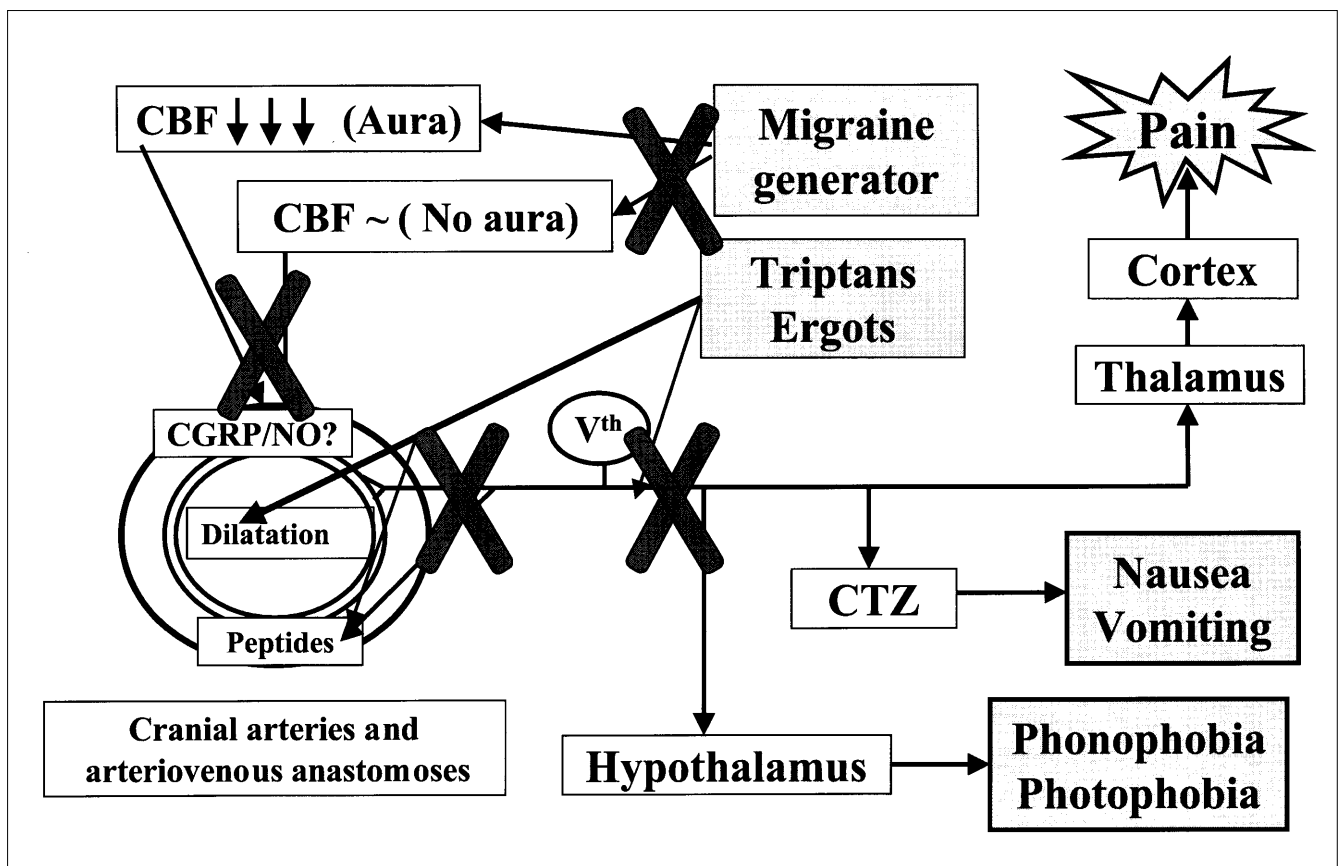 CBF ↓ ↓ ↓ (Aura)
CBF ~ ( No aura)
Migraine
generator
Triptans
Ergots
Pain
Cortex
Thalamus
CGRP/NO?
Vth
Dilatation
Peptides
CTZ
Nausea
Vomiting
Cranial arteries and
arteriovenous anastomoses
Hypothalamus
Phonophobia
Photophobia